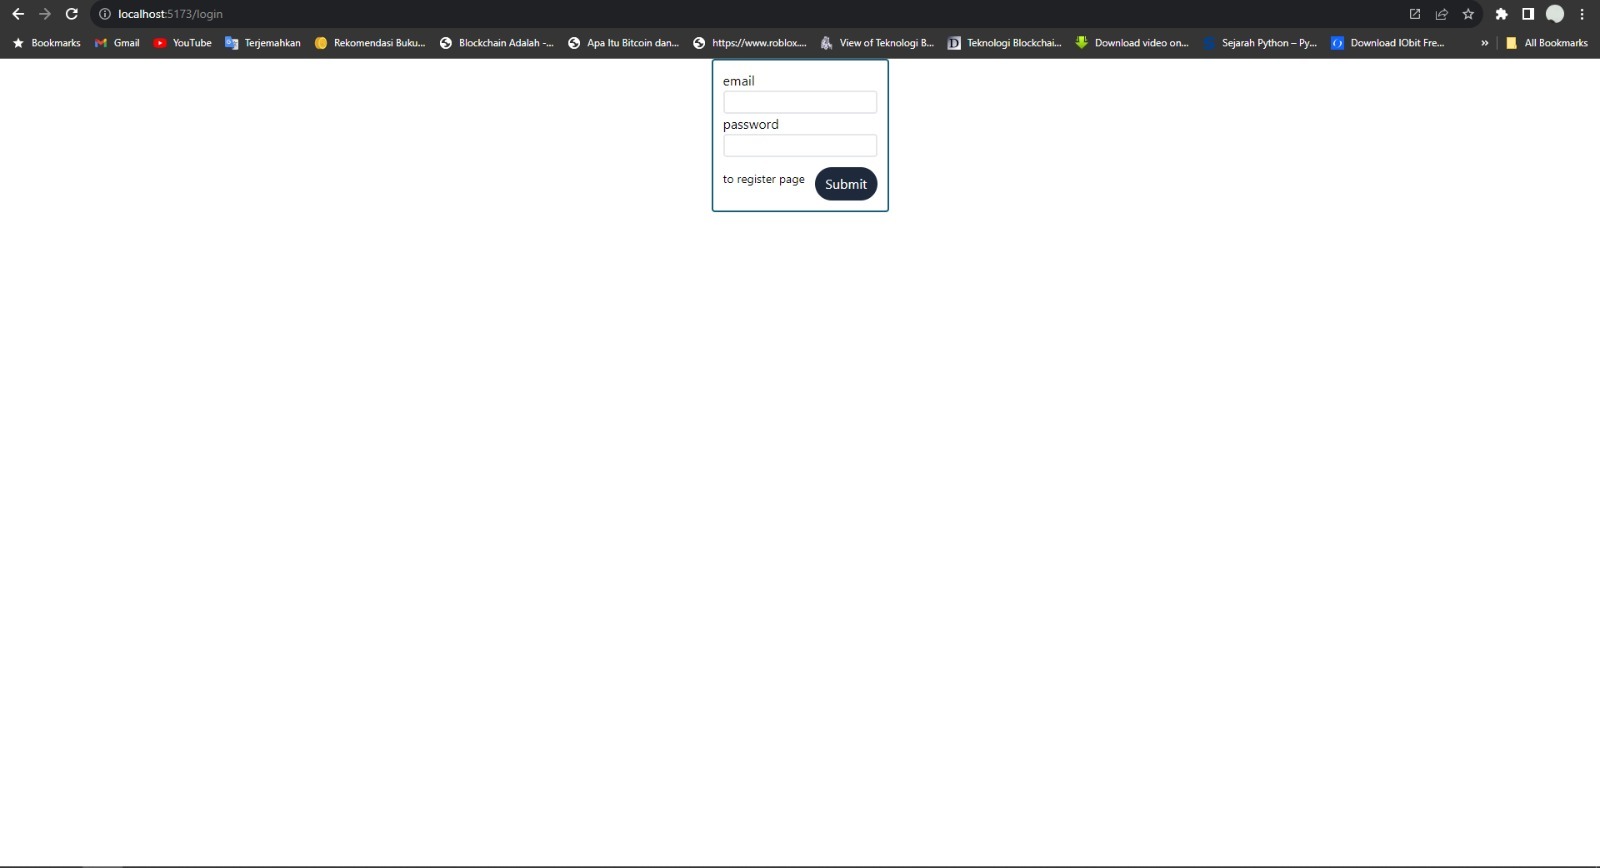 localhost:5173/login
Bookmarks Gmail YouTube Terjemahkan Rekomendasi Buku... Blockchain Adalah -... Apa Itu Bitcoin dan... https://www.roblox.... View of Teknologi B... Teknologi Blockchai... Download video on... Sejarah Python – Py... Download IObit Fre... » All Bookmarks
email
password
to register page Submit